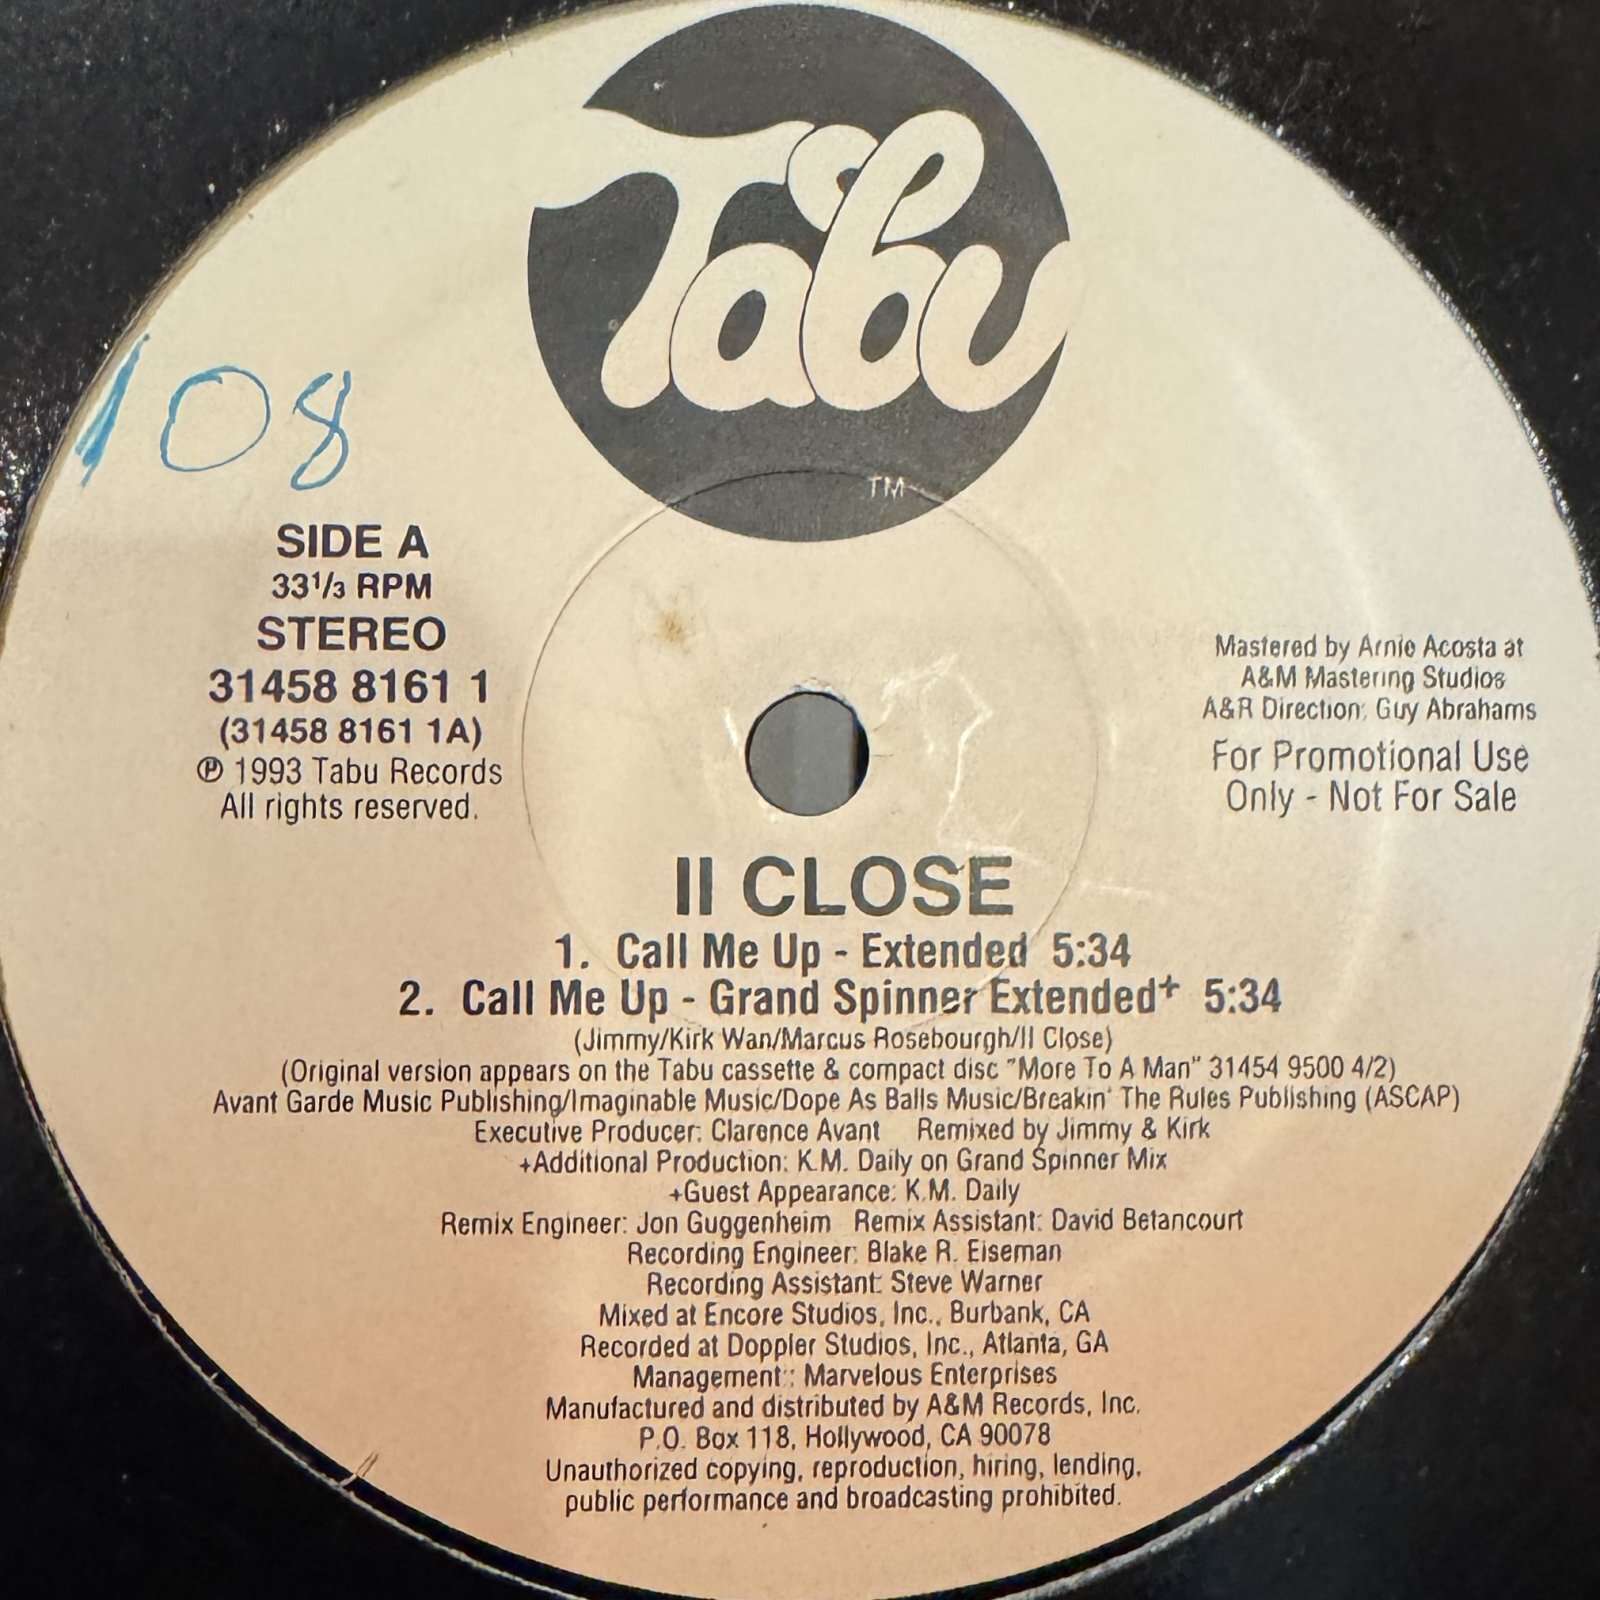 Tabu
TM
108
SIDE A
33⅓ RPM
STEREO
31458 8161 1
(31458 8161 1A)
℗ 1993 Tabu Records
All rights reserved.
Mastered by Arnie Acosta at
A&M Mastering Studios
A&R Direction: Guy Abrahams
For Promotional Use
Only - Not For Sale
II CLOSE
1. Call Me Up - Extended 5:34
2. Call Me Up - Grand Spinner Extended+ 5:34
(Jimmy/Kirk Wan/Marcus Rosebourgh/II Close)
(Original version appears on the Tabu cassette & compact disc "More To A Man" 31454 9500 4/2)
Avant Garde Music Publishing/Imaginable Music/Dope As Balls Music/Breakin' The Rules Publishing (ASCAP)
Executive Producer: Clarence Avant Remixed by Jimmy & Kirk
+Additional Production: K.M. Daily on Grand Spinner Mix
+Guest Appearance: K.M. Daily
Remix Engineer: Jon Guggenheim Remix Assistant: David Betancourt
Recording Engineer: Blake R. Eiseman
Recording Assistant: Steve Warner
Mixed at Encore Studios, Inc., Burbank, CA
Recorded at Doppler Studios, Inc., Atlanta, GA
Management:: Marvelous Enterprises
Manufactured and distributed by A&M Records, Inc.
P.O. Box 118, Hollywood, CA 90078
Unauthorized copying, reproduction, hiring, lending,
public performance and broadcasting prohibited.